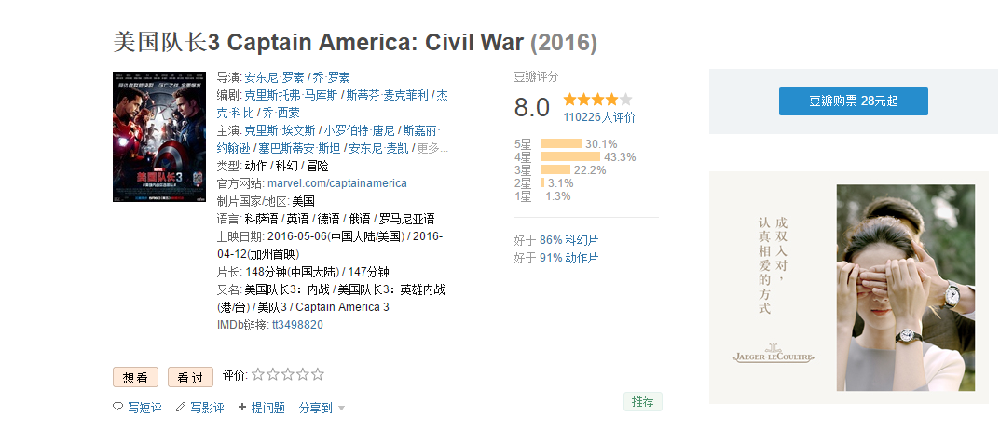 美国队长3 Captain America: Civil War (2016)
导演: 安东尼·罗素 / 乔·罗素
编剧: 克里斯托弗·马库斯 / 斯蒂芬·麦克菲利 / 杰
克·科比 / 乔·西蒙
主演: 克里斯·埃文斯 / 小罗伯特·唐尼 / 斯嘉丽·
约翰逊 / 塞巴斯蒂安·斯坦 / 安东尼·麦凯 / 更多...
类型: 动作 / 科幻 / 冒险
官方网站: marvel.com/captainamerica
制片国家/地区: 美国
语言: 科萨语 / 英语 / 德语 / 俄语 / 罗马尼亚语
上映日期: 2016-05-06(中国大陆/美国) / 2016-
04-12(加州首映)
片长: 148分钟(中国大陆) / 147分钟
又名: 美国队长3：内战 / 美国队长3：英雄内战
(港/台) / 美队3 / Captain America 3
IMDb链接: tt3498820
豆瓣评分
8.0
110226人评价
5星 30.1%
4星 43.3%
3星 22.2%
2星 3.1%
1星 1.3%
好于 86% 科幻片
好于 91% 动作片
想看 看过 评价:
写短评 写影评 提问题 分享到
推荐
豆瓣购票 28元起
成双入对，
认真相爱的方式
JAEGER-LECOULTRE
MARVEL
美国队长3